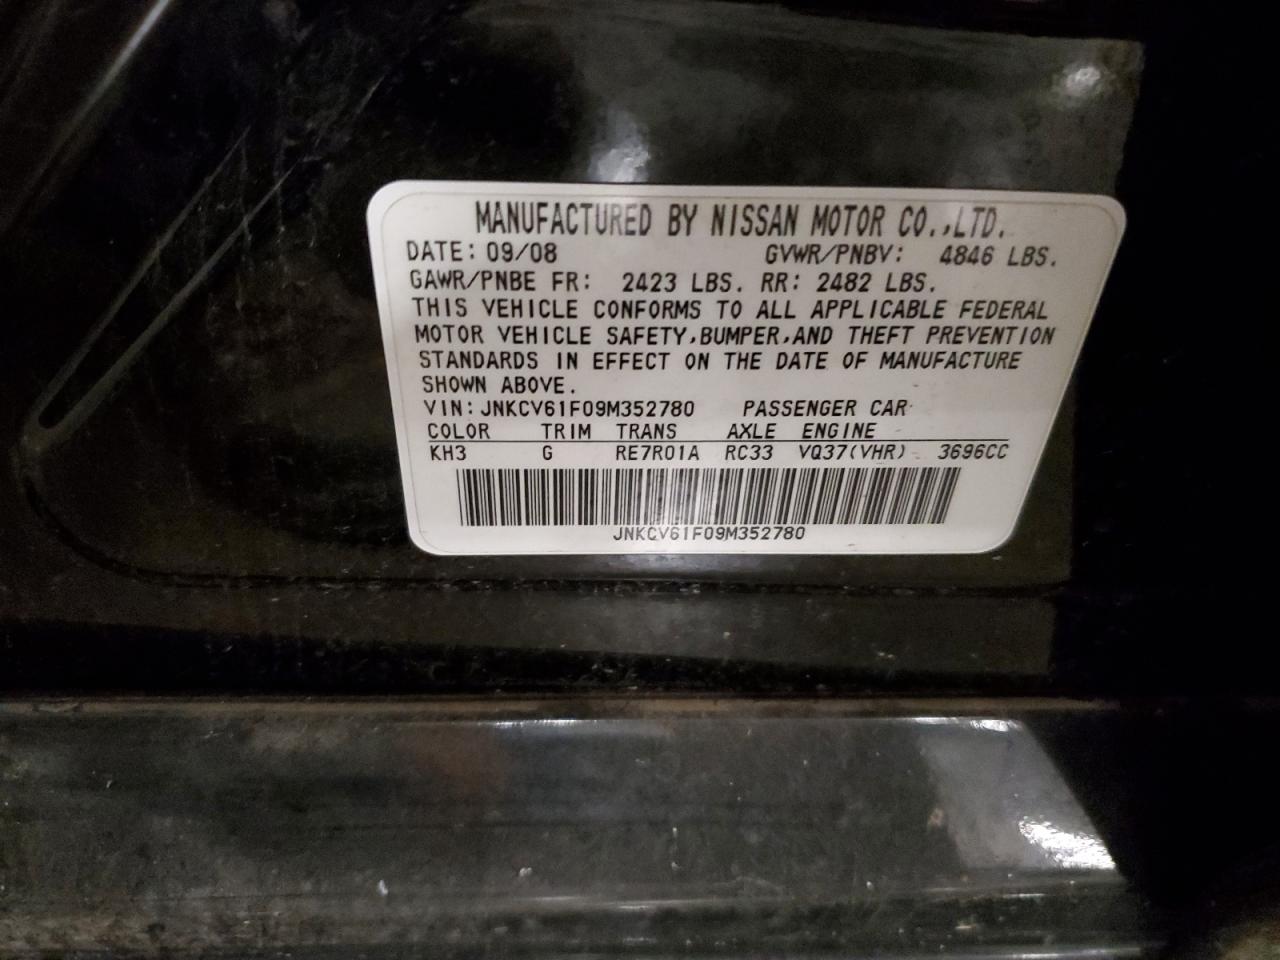 MANUFACTURED BY NISSAN MOTOR CO.,LTD.
DATE: 09/08 GVWR/PNBV: 4846 LBS.
GAWR/PNBE FR: 2423 LBS. RR: 2482 LBS.
THIS VEHICLE CONFORMS TO ALL APPLICABLE FEDERAL
MOTOR VEHICLE SAFETY,BUMPER,AND THEFT PREVENTION
STANDARDS IN EFFECT ON THE DATE OF MANUFACTURE
SHOWN ABOVE.
VIN: JNKCV61F09M352780 PASSENGER CAR
COLOR TRIM TRANS AXLE ENGINE
KH3 G RE7R01A RC33 VQ37(VHR) 3696CC
JNKCV61F09M352780